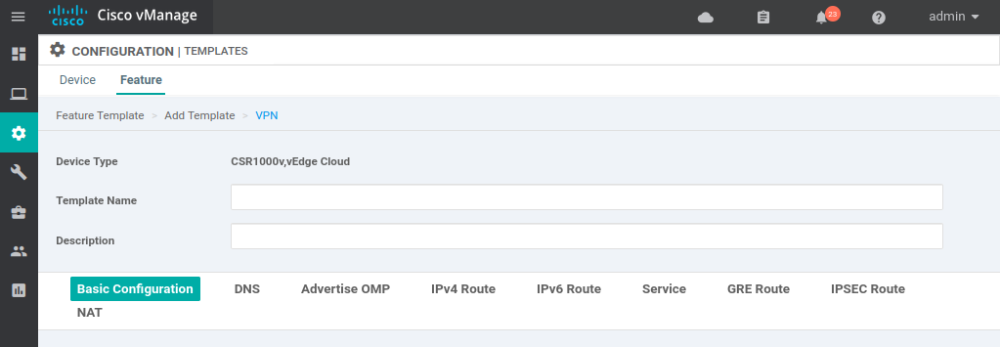 CISCO Cisco vManage 23 admin
CONFIGURATION | TEMPLATES
Device Feature
Feature Template > Add Template > VPN
Device Type CSR1000v,vEdge Cloud
Template Name
Description
Basic Configuration DNS Advertise OMP IPv4 Route IPv6 Route Service GRE Route IPSEC Route
NAT